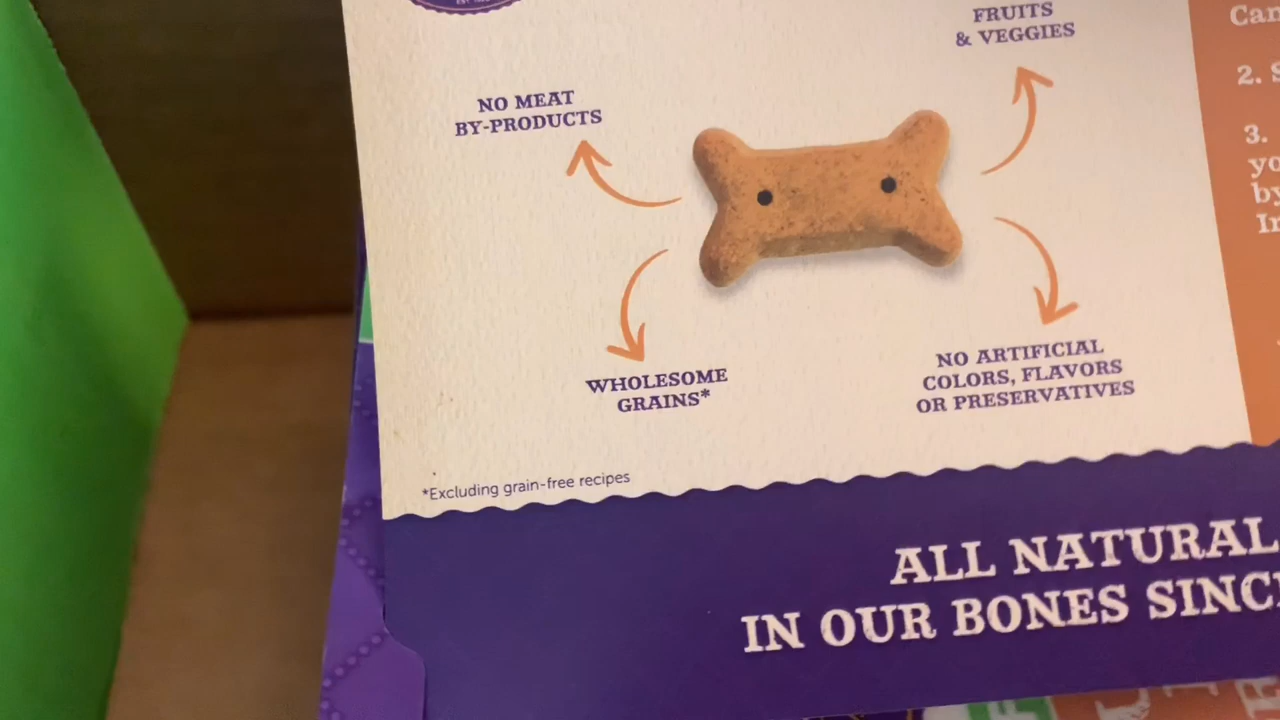 FRUITS
& VEGGIES
NO MEAT
BY-PRODUCTS
WHOLESOME
GRAINS*
NO ARTIFICIAL
COLORS, FLAVORS
OR PRESERVATIVES
*Excluding grain-free recipes
ALL NATURAL
IN OUR BONES
2.
3.